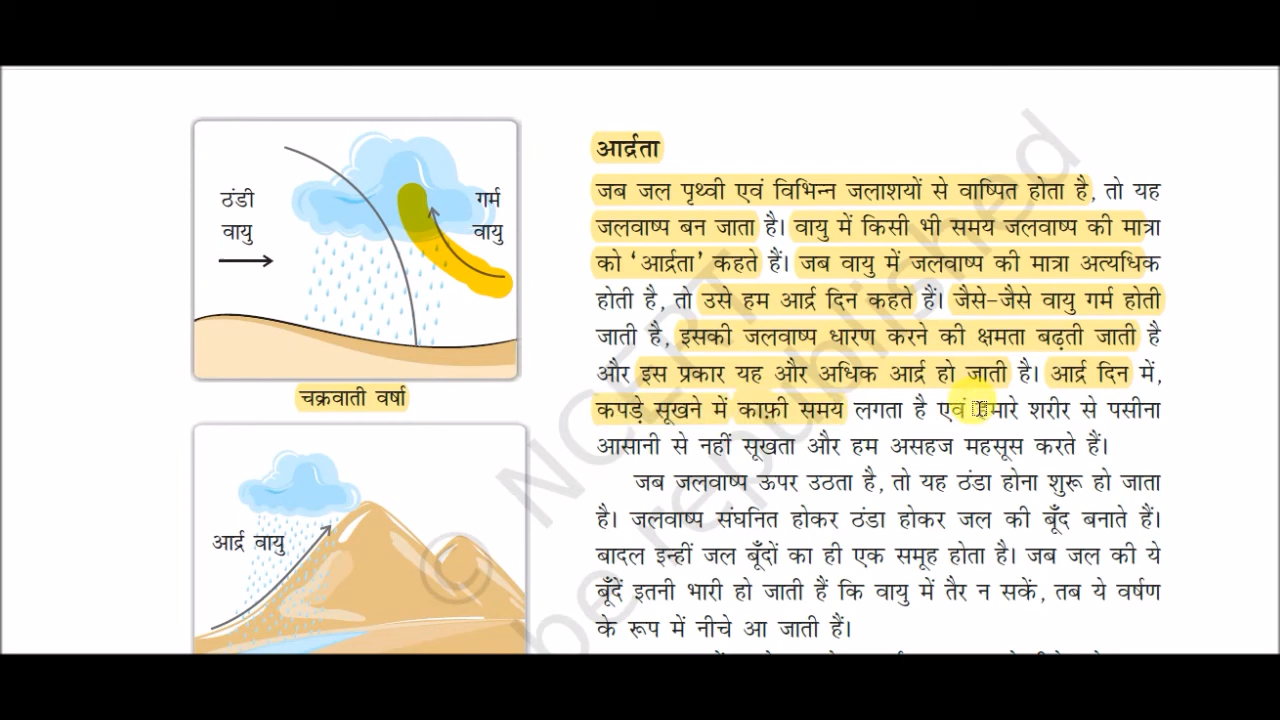 ठंडी
वायु
गर्म
वायु
चक्रवाती वर्षा
आर्द्र वायु
आर्द्रता
जब जल पृथ्वी एवं विभिन्न जलाशयों से वाष्पित होता है, तो यह
जलवाष्प बन जाता है। वायु में किसी भी समय जलवाष्प की मात्रा
को ‘आर्द्रता’ कहते हैं। जब वायु में जलवाष्प की मात्रा अत्यधिक
होती है, तो उसे हम आर्द्र दिन कहते हैं। जैसे-जैसे वायु गर्म होती
जाती है, इसकी जलवाष्प धारण करने की क्षमता बढ़ती जाती है
और इस प्रकार यह और अधिक आर्द्र हो जाती है। आर्द्र दिन में,
कपड़े सूखने में काफ़ी समय लगता है एवं हमारे शरीर से पसीना
आसानी से नहीं सूखता और हम असहज महसूस करते हैं।
जब जलवाष्प ऊपर उठता है, तो यह ठंडा होना शुरू हो जाता
है। जलवाष्प संघनित होकर ठंडा होकर जल की बूँद बनाते हैं।
बादल इन्हीं जल बूँदों का ही एक समूह होता है। जब जल की ये
बूँदें इतनी भारी हो जाती हैं कि वायु में तैर न सकें, तब ये वर्षण
के रूप में नीचे आ जाती हैं।
© NCERT
be republished